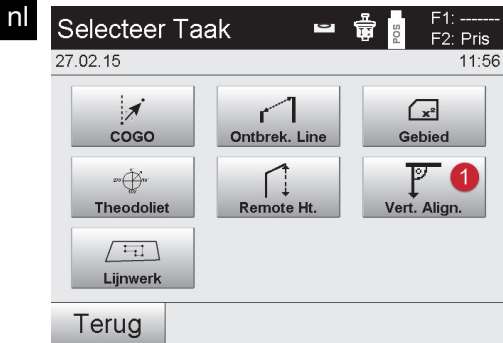 nl
Selecteer Taak
POS
F1: -------
F2: Pris
27.02.15
11:56
COGO
Ontbrek. Line
x²
Gebied
Theodoliet
Remote Ht.
Vert. Align.
1
Lijnwerk
Terug